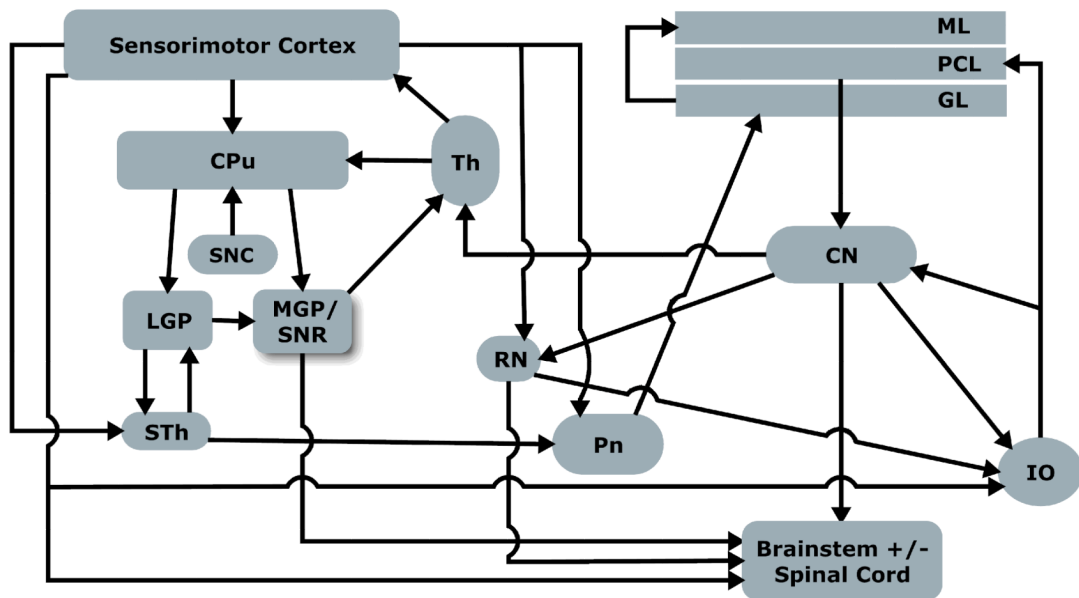 Sensorimotor Cortex
ML
PCL
GL
CPu
Th
SNC
CN
LGP
MGP/
SNR
RN
STh
Pn
IO
Brainstem +/-
Spinal Cord